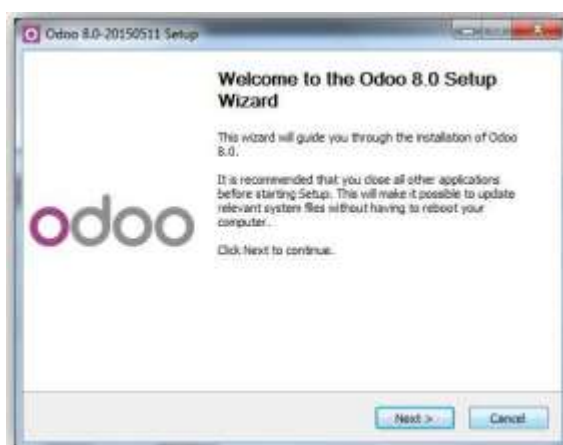 Odoo 8.0-20150511 Setup
Welcome to the Odoo 8.0 Setup
Wizard
This wizard will guide you through the installation of Odoo
8.0.
It is recommended that you close all other applications
before starting Setup. This will make it possible to update
relevant system files without having to reboot your
computer.
Click Next to continue.
odoo
Next >
Cancel